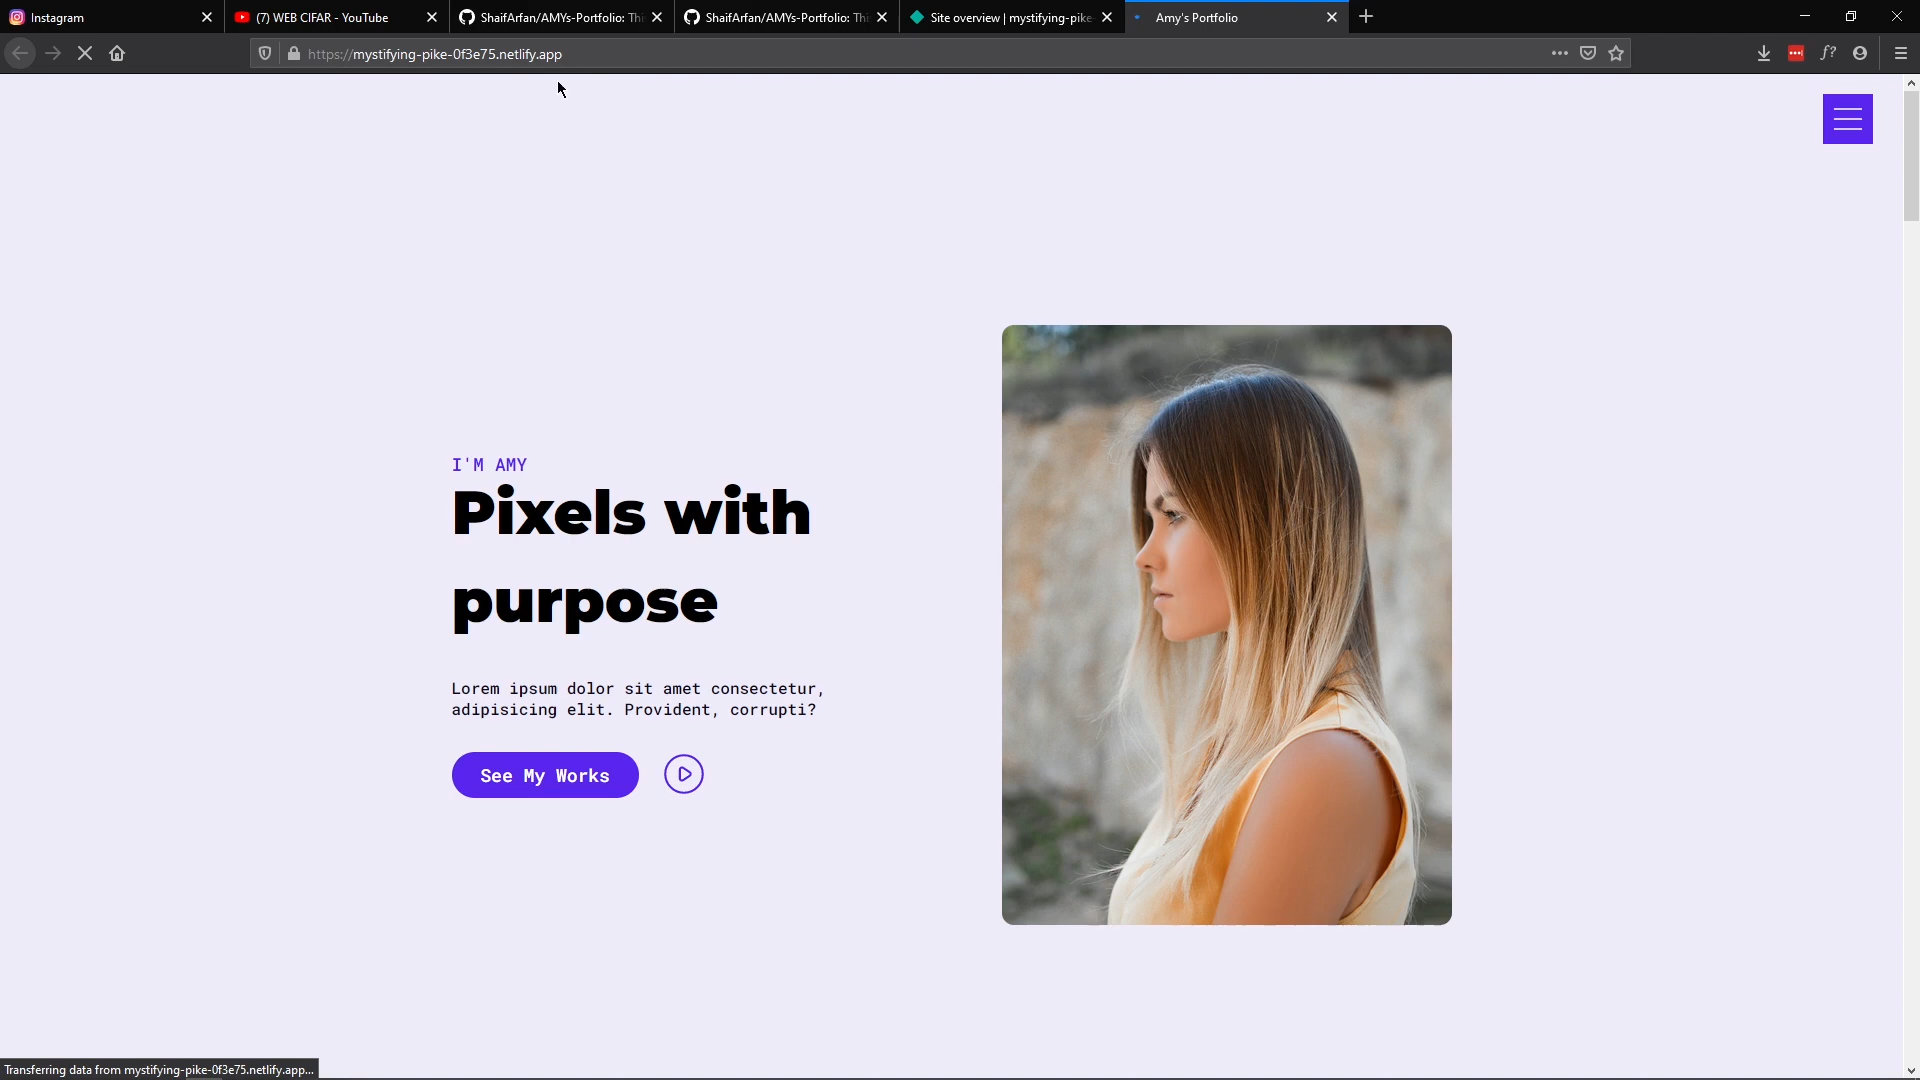 Instagram
(7) WEB CIFAR - YouTube
ShaifArfan/AMYs-Portfolio: Thi
ShaifArfan/AMYs-Portfolio: Thi
Site overview | mystifying-pike-
Amy's Portfolio
https://mystifying-pike-0f3e75.netlify.app
I'M AMY
Pixels with
purpose
Lorem ipsum dolor sit amet consectetur,
adipisicing elit. Provident, corrupti?
See My Works
Transferring data from mystifying-pike-0f3e75.netlify.app...